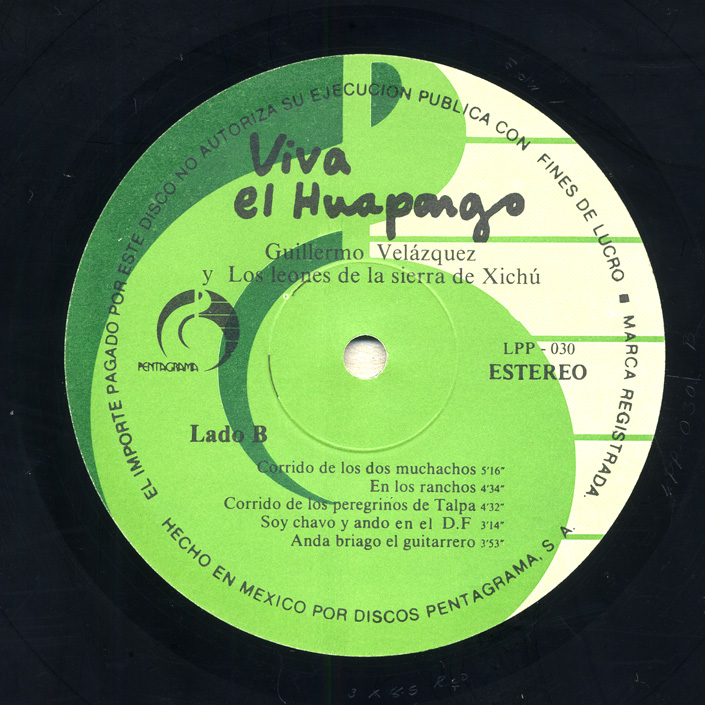 EL IMPORTE PAGADO POR ESTE DISCO NO AUTORIZA SU EJECUCION PUBLICA CON FINES DE LUCRO ■ MARCA REGISTRADA.
Viva
el Huapango
Guillermo Velázquez
y Los leones de la sierra de Xichú
PENTAGRAMA
LPP - 030
ESTEREO
Lado B
Corrido de los dos muchachos 5'16"
En los ranchos 4'34"
Corrido de los peregrinos de Talpa 4'32"
Soy chavo y ando en el D.F 3'14"
Anda briago el guitarrero 3'53"
HECHO EN MEXICO POR DISCOS PENTAGRAMA, S. A.